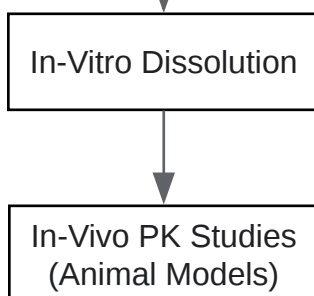 In-Vitro Dissolution
In-Vivo PK Studies
(Animal Models)